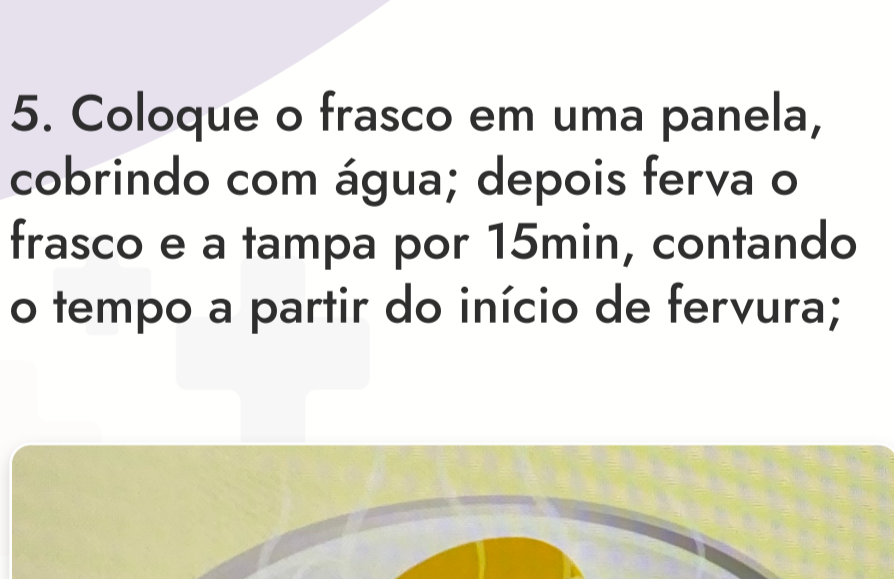 5. Coloque o frasco em uma panela,
cobrindo com água; depois ferva o
frasco e a tampa por 15min, contando
o tempo a partir do início de fervura;